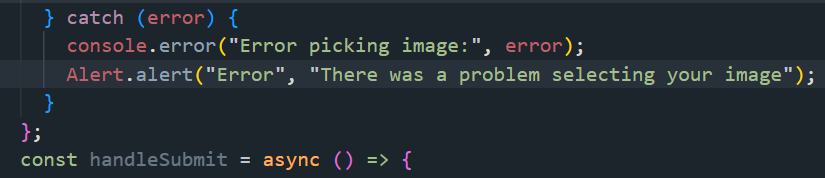 } catch (error) {
console.error("Error picking image:", error);
Alert.alert("Error", "There was a problem selecting your image");
}
};
const handleSubmit = async () => {